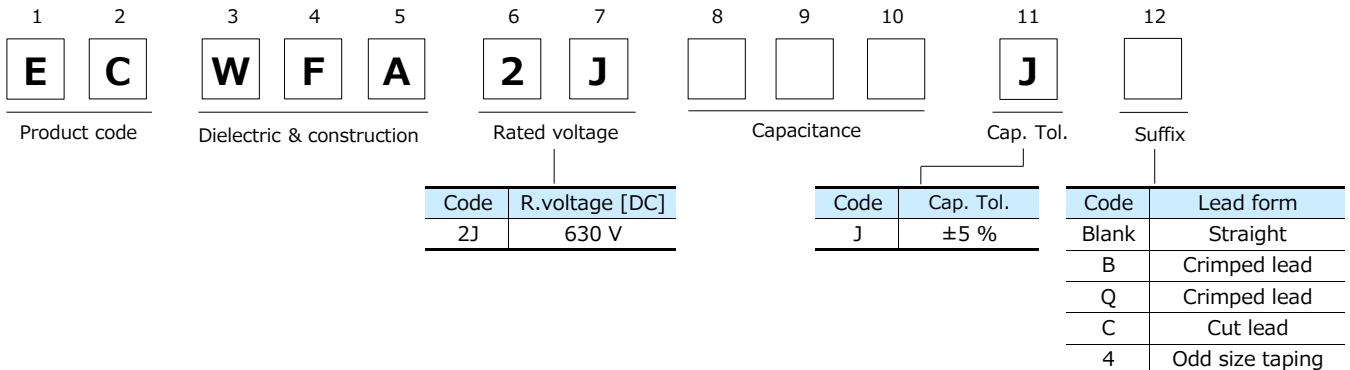 1 2 3 4 5 6 7 8 9 10 11 12
E C W F A 2 J J
Product code Dielectric & construction Rated voltage Capacitance Cap. Tol. Suffix
Code R.voltage [DC] Code Cap. Tol. Code Lead form
2J 630 V J ±5 % Blank Straight
B Crimped lead
Q Crimped lead
C Cut lead
4 Odd size taping